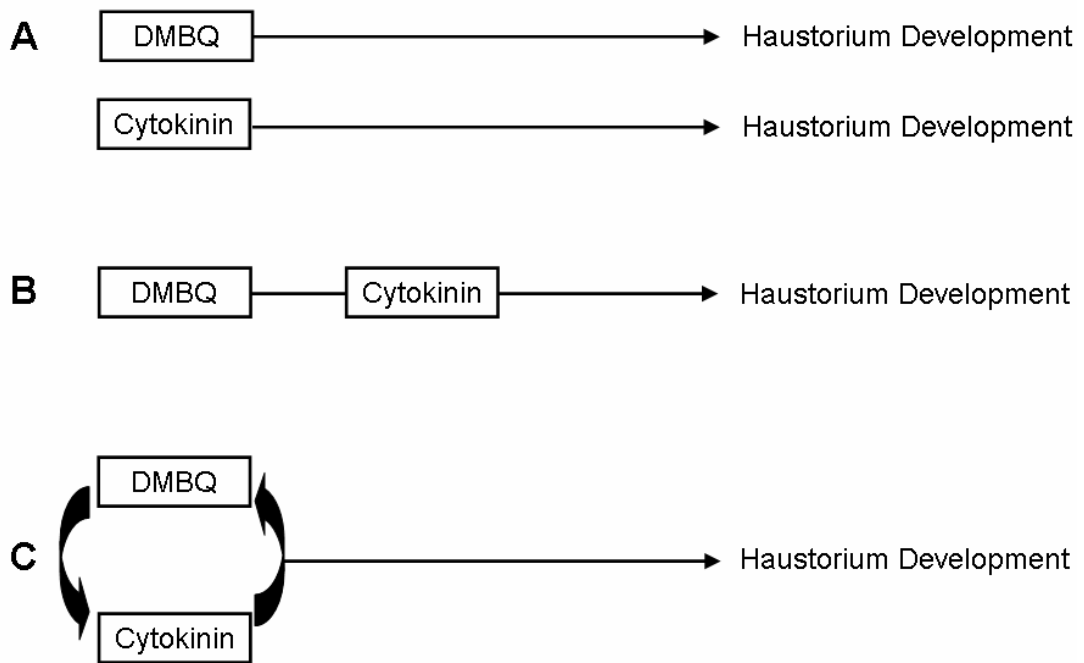 A DMBQ Haustorium Development
Cytokinin Haustorium Development
B DMBQ Cytokinin Haustorium Development
DMBQ
C Haustorium Development
Cytokinin